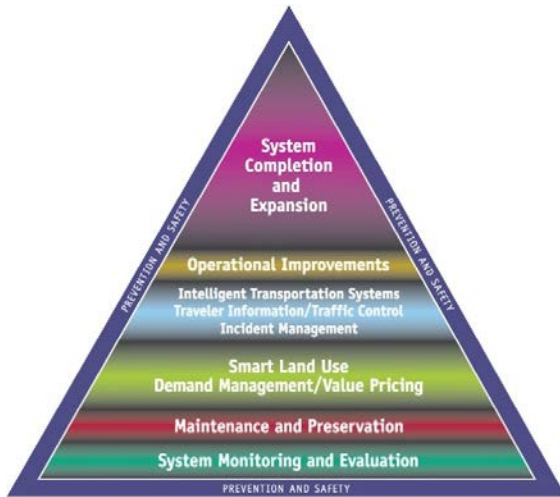 System
Completion
and
Expansion
PREVENTION AND SAFETY
PREVENTION AND SAFETY
Operational Improvements
Intelligent Transportation Systems
Traveler Information/Traffic Control
Incident Management
Smart Land Use
Demand Management/Value Pricing
Maintenance and Preservation
System Monitoring and Evaluation
PREVENTION AND SAFETY